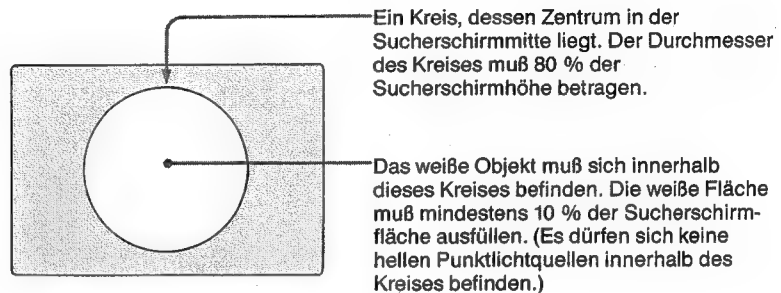 Ein Kreis, dessen Zentrum in der
Sucherschirmmitte liegt. Der Durchmesser
des Kreises muß 80 % der
Sucherschirmhöhe betragen.
Das weiße Objekt muß sich innerhalb
dieses Kreises befinden. Die weiße Fläche
muß mindestens 10 % der Sucherschirm-
fläche ausfüllen. (Es dürfen sich keine
hellen Punktlichtquellen innerhalb des
Kreises befinden.)